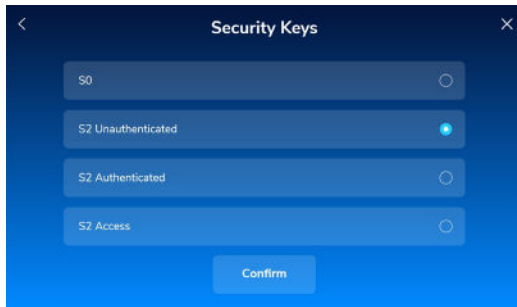 Security Keys
S0
S2 Unauthenticated
S2 Authenticated
S2 Access
Confirm